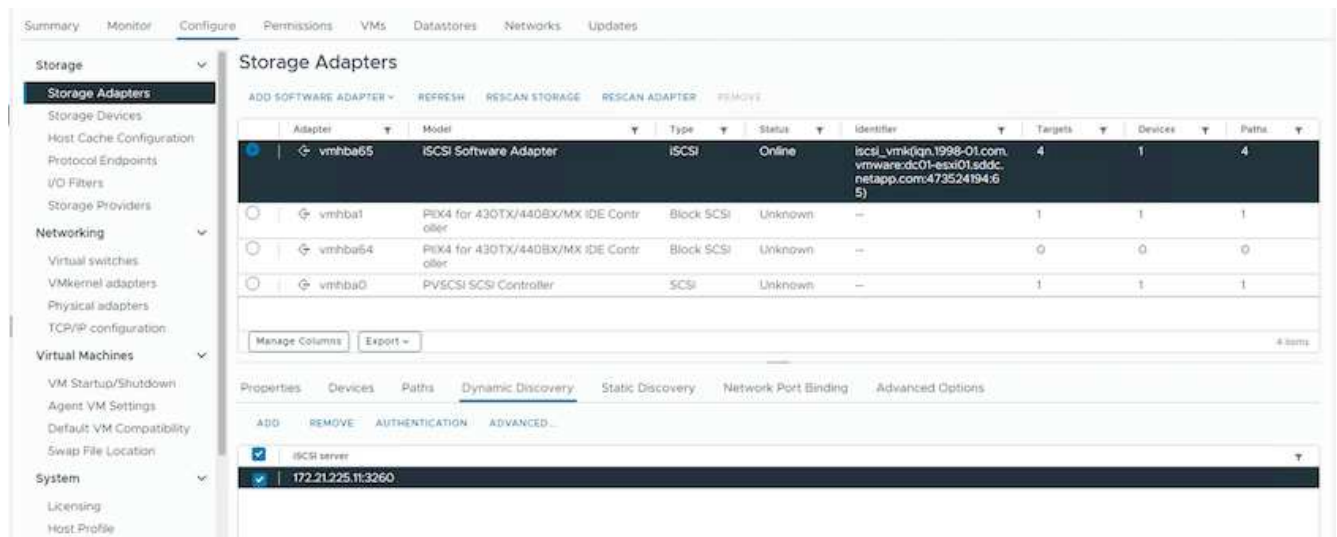 Summary Monitor Configure Permissions VMs Datastores Networks Updates
Storage
Storage Adapters
Storage Devices
Host Cache Configuration
Protocol Endpoints
I/O Filters
Storage Providers
Networking
Virtual switches
VMkernel adapters
Physical adapters
TCP/IP configuration
Virtual Machines
VM Startup/Shutdown
Agent VM Settings
Default VM Compatibility
Swap File Location
System
Licensing
Host Profile
Storage Adapters
ADD SOFTWARE ADAPTER REFRESH RESCAN STORAGE RESCAN ADAPTER REMOVE
Adapter Model Type Status Identifier Targets Devices Paths
vmhba65 iSCSI Software Adapter iSCSI Online iscsi_vmk(iqn.1998-01.com. 4 1 4
vmware:dc01-esxi01.sddc.
netapp.com:473524194:6
5)
vmhba1 PIIX4 for 430TX/440BX/MX IDE Contr Block SCSI Unknown -- 1 1 1
oller
vmhba64 PIIX4 for 430TX/440BX/MX IDE Contr Block SCSI Unknown -- 0 0 0
oller
vmhba0 PVSCSI SCSI Controller SCSI Unknown -- 1 1 1
Manage Columns Export 4 items
Properties Devices Paths Dynamic Discovery Static Discovery Network Port Binding Advanced Options
ADD REMOVE AUTHENTICATION ADVANCED...
iSCSI server
172.21.225.11:3260